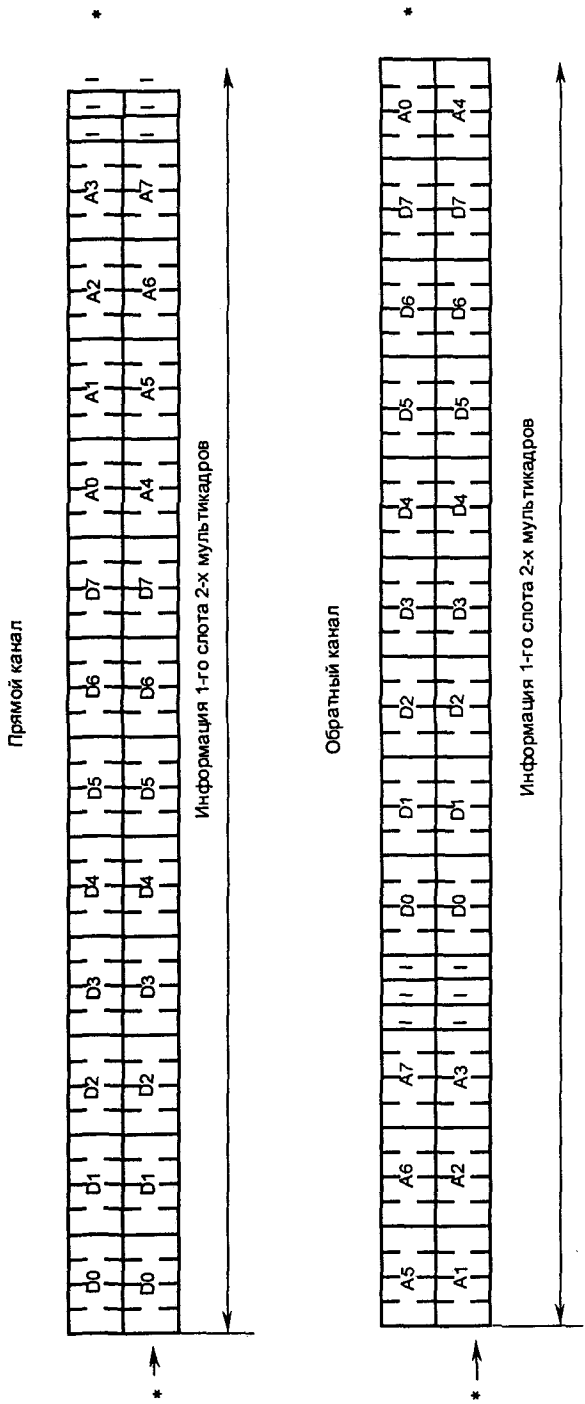 Прямой канал
D0 D1 D2 D3 D4 D5 D6 D7 A0 A1 A2 A3 I I I *
* → D0 D1 D2 D3 D4 D5 D6 D7 A4 A5 A6 A7 I I I
Информация 1-го слота 2-х мультикадров
Обратный канал
A5 A6 A7 I I I D0 D1 D2 D3 D4 D5 D6 D7 A0 *
* → A1 A2 A3 I I I D0 D1 D2 D3 D4 D5 D6 D7 A4
Информация 1-го слота 2-х мультикадров